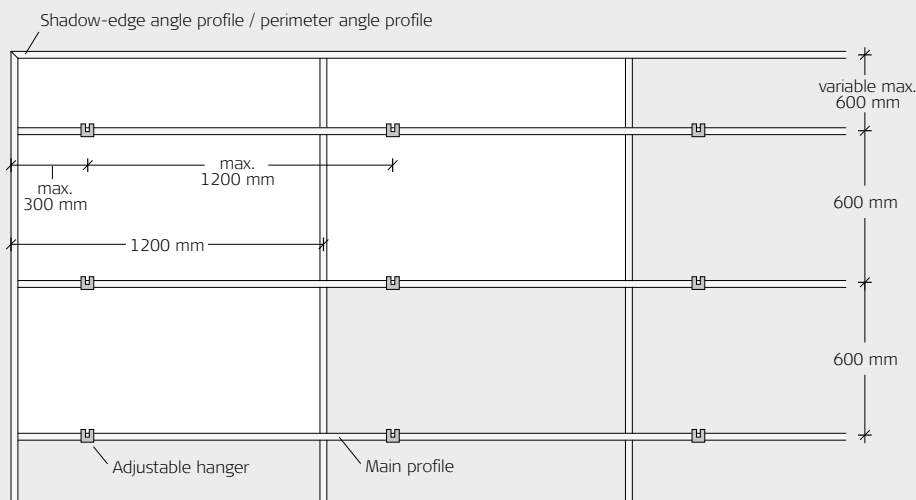 Shadow-edge angle profile / perimeter angle profile
variable max.
600 mm
max.
1200 mm
max.
300 mm
600 mm
1200 mm
600 mm
Adjustable hanger
Main profile